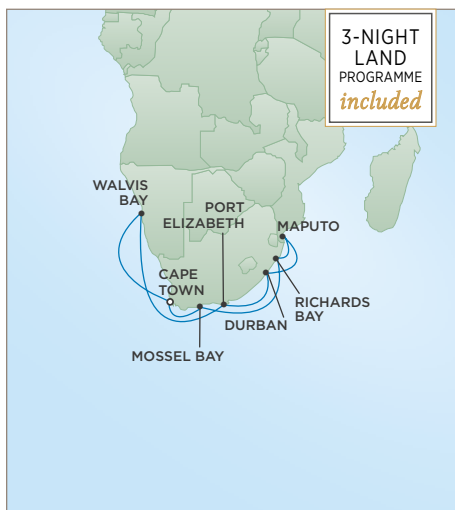 3-NIGHT
LAND
PROGRAMME
included
WALVIS
BAY
PORT
ELIZABETH
MAPUTO
CAPE
TOWN
RICHARDS
BAY
DURBAN
MOSSEL BAY